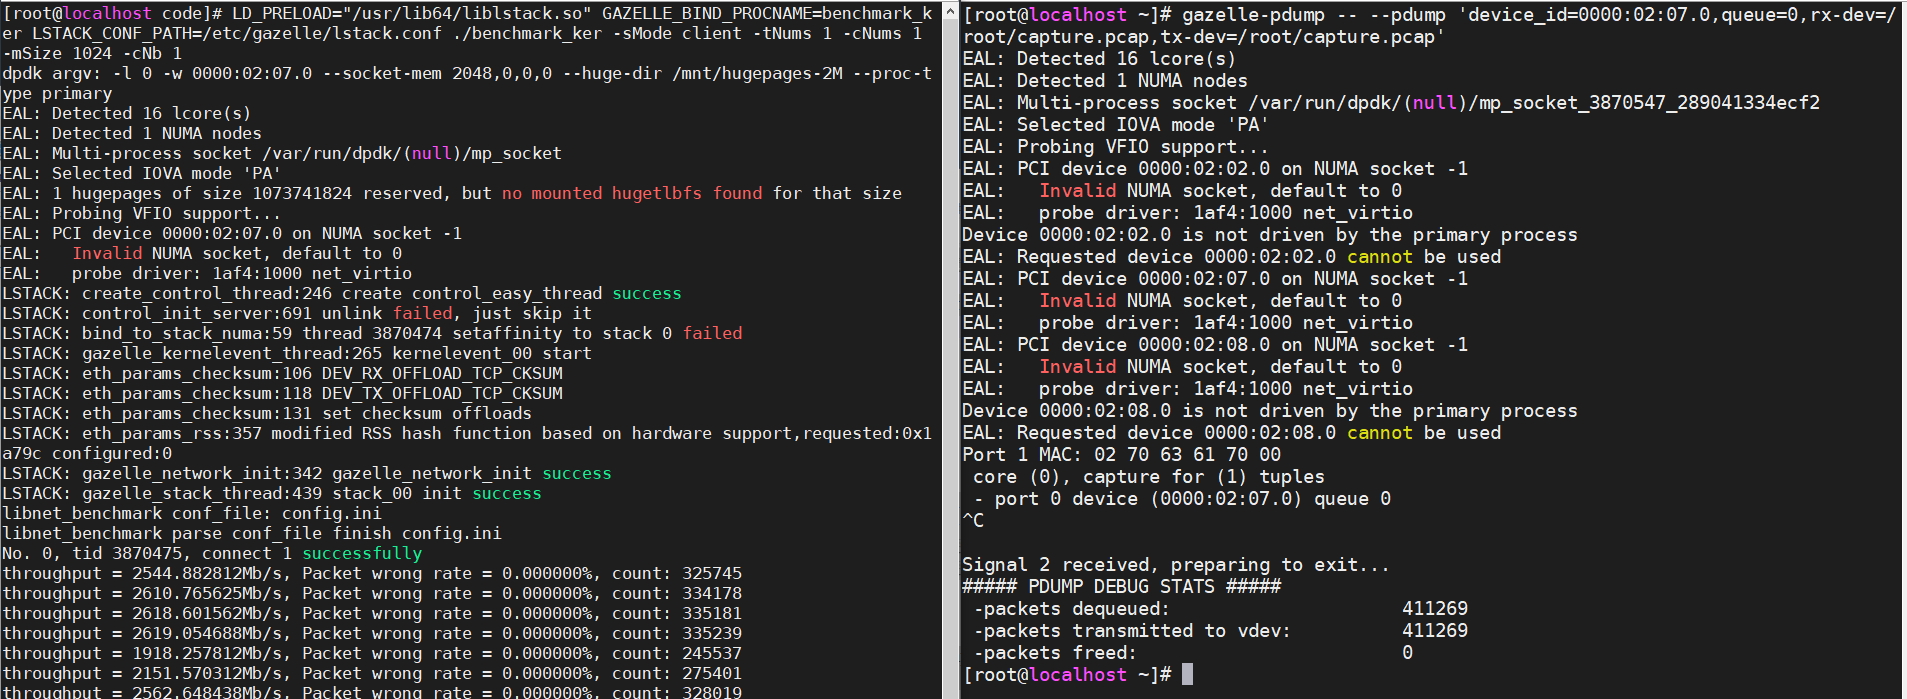 [root@localhost code]# LD_PRELOAD="/usr/lib64/liblstack.so" GAZELLE_BIND_PROCNAME=benchmark_k
er LSTACK_CONF_PATH=/etc/gazelle/lstack.conf ./benchmark_ker -sMode client -tNums 1 -cNums 1
-mSize 1024 -cNb 1
dpdk argv: -l 0 -w 0000:02:07.0 --socket-mem 2048,0,0,0 --huge-dir /mnt/hugepages-2M --proc-t
ype primary
EAL: Detected 16 lcore(s)
EAL: Detected 1 NUMA nodes
EAL: Multi-process socket /var/run/dpdk/(null)/mp_socket
EAL: Selected IOVA mode 'PA'
EAL: 1 hugepages of size 1073741824 reserved, but no mounted hugetlbfs found for that size
EAL: Probing VFIO support...
EAL: PCI device 0000:02:07.0 on NUMA socket -1
EAL:   Invalid NUMA socket, default to 0
EAL:   probe driver: 1af4:1000 net_virtio
LSTACK: create_control_thread:246 create control_easy_thread success
LSTACK: control_init_server:691 unlink failed, just skip it
LSTACK: bind_to_stack_numa:59 thread 3870474 setaffinity to stack 0 failed
LSTACK: gazelle_kernelevent_thread:265 kernelevent_00 start
LSTACK: eth_params_checksum:106 DEV_RX_OFFLOAD_TCP_CKSUM
LSTACK: eth_params_checksum:118 DEV_TX_OFFLOAD_TCP_CKSUM
LSTACK: eth_params_checksum:131 set checksum offloads
LSTACK: eth_params_rss:357 modified RSS hash function based on hardware support,requested:0x1
a79c configured:0
LSTACK: gazelle_network_init:342 gazelle_network_init success
LSTACK: gazelle_stack_thread:439 stack_00 init success
libnet_benchmark conf_file: config.ini
libnet_benchmark parse conf_file finish config.ini
No. 0, tid 3870475, connect 1 successfully
throughput = 2544.882812Mb/s, Packet wrong rate = 0.000000%, count: 325745
throughput = 2610.765625Mb/s, Packet wrong rate = 0.000000%, count: 334178
throughput = 2618.601562Mb/s, Packet wrong rate = 0.000000%, count: 335181
throughput = 2619.054688Mb/s, Packet wrong rate = 0.000000%, count: 335239
throughput = 1918.257812Mb/s, Packet wrong rate = 0.000000%, count: 245537
throughput = 2151.570312Mb/s, Packet wrong rate = 0.000000%, count: 275401
throughput = 2562.648438Mb/s, Packet wrong rate = 0.000000%, count: 328019
[root@localhost ~]# gazelle-pdump -- --pdump 'device_id=0000:02:07.0,queue=0,rx-dev=/
root/capture.pcap,tx-dev=/root/capture.pcap'
EAL: Detected 16 lcore(s)
EAL: Detected 1 NUMA nodes
EAL: Multi-process socket /var/run/dpdk/(null)/mp_socket_3870547_289041334ecf2
EAL: Selected IOVA mode 'PA'
EAL: Probing VFIO support...
EAL: PCI device 0000:02:02.0 on NUMA socket -1
EAL:   Invalid NUMA socket, default to 0
EAL:   probe driver: 1af4:1000 net_virtio
Device 0000:02:02.0 is not driven by the primary process
EAL: Requested device 0000:02:02.0 cannot be used
EAL: PCI device 0000:02:07.0 on NUMA socket -1
EAL:   Invalid NUMA socket, default to 0
EAL:   probe driver: 1af4:1000 net_virtio
EAL: PCI device 0000:02:08.0 on NUMA socket -1
EAL:   Invalid NUMA socket, default to 0
EAL:   probe driver: 1af4:1000 net_virtio
Device 0000:02:08.0 is not driven by the primary process
EAL: Requested device 0000:02:08.0 cannot be used
Port 1 MAC: 02 70 63 61 70 00
 core (0), capture for (1) tuples
 - port 0 device (0000:02:07.0) queue 0
^C
Signal 2 received, preparing to exit...
##### PDUMP DEBUG STATS #####
 -packets dequeued:                     411269
 -packets transmitted to vdev:          411269
 -packets freed:                        0
[root@localhost ~]#